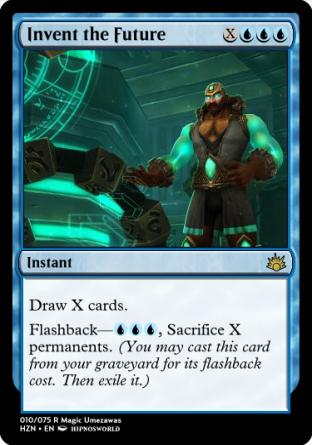 Invent the Future X
Instant
Draw X cards.
Flashback—, Sacrifice X
permanents. (You may cast this card
from your graveyard for its flashback
cost. Then exile it.)
010/075 R Magic Umezawas
HZN • EN HIPNOSWORLD